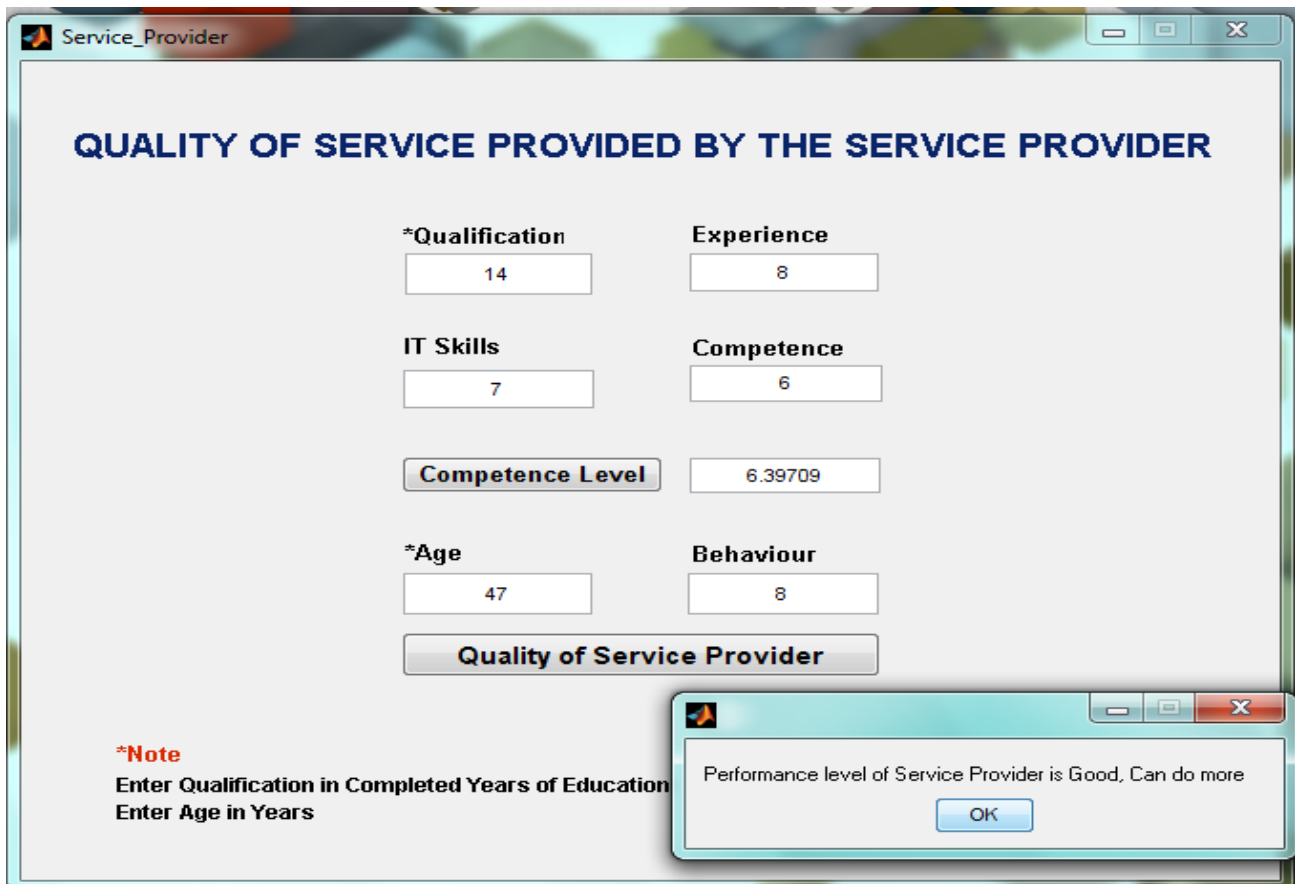 Service_Provider
QUALITY OF SERVICE PROVIDED BY THE SERVICE PROVIDER
*Qualification Experience
14 8
IT Skills Competence
7 6
Competence Level 6.39709
*Age Behaviour
47 8
Quality of Service Provider
*Note
Enter Qualification in Completed Years of Education
Enter Age in Years
Performance level of Service Provider is Good, Can do more
OK